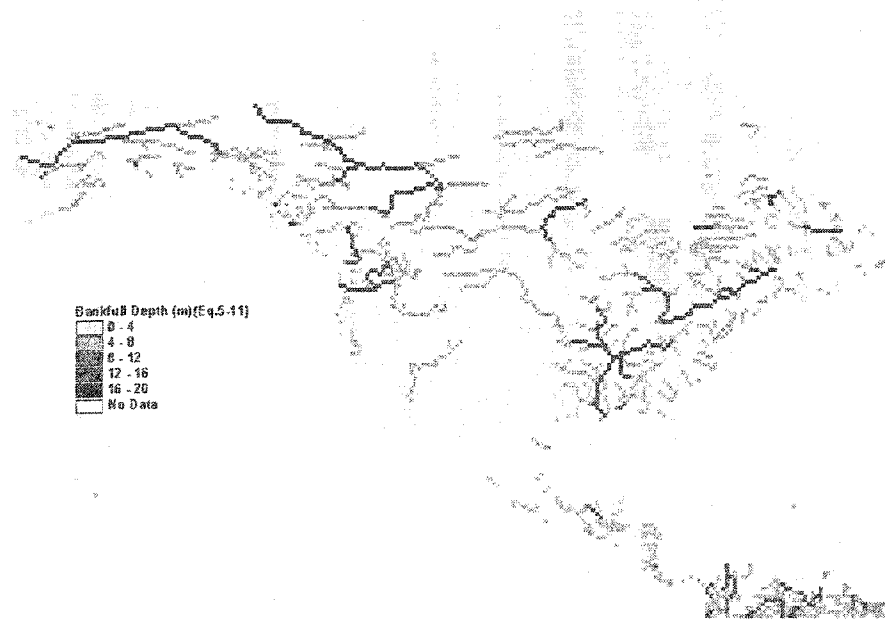 Bankfull Depth (m)(Eq.5-11)
0 - 4
4 - 8
8 - 12
12 - 16
16 - 20
No Data